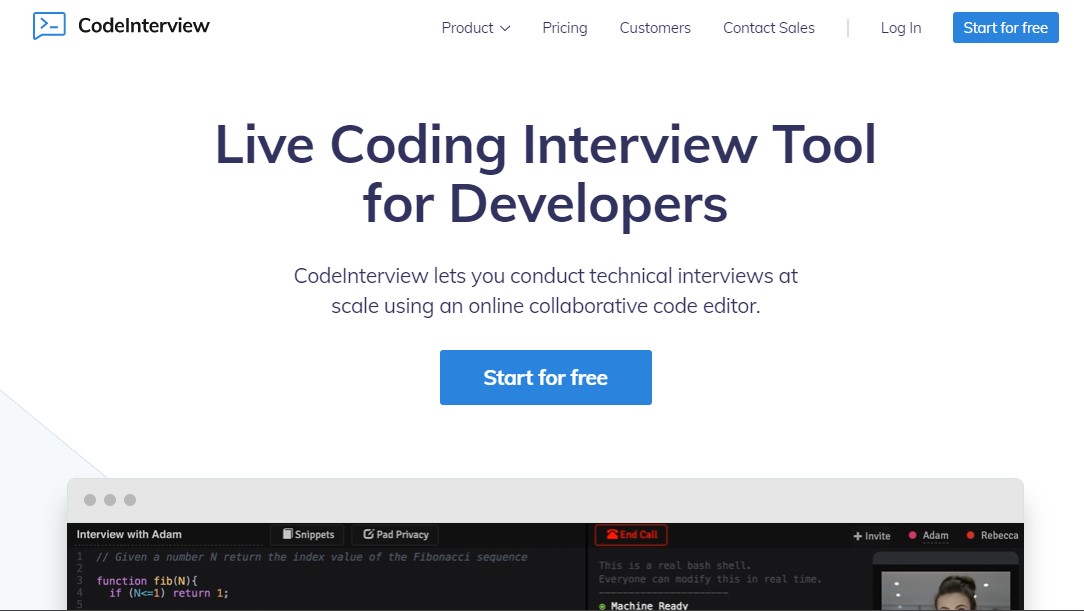 CodeInterview
Product
Pricing
Customers
Contact Sales
Log In
Start for free
Live Coding Interview Tool
for Developers
CodeInterview lets you conduct technical interviews at
scale using an online collaborative code editor.
Start for free
Interview with Adam
Snippets
Pad Privacy
End Call
Invite
Adam
Rebecca
1 // Given a number N return the index value of the Fibonacci sequence
2
3 function fib(N){
4 if (N<=1) return 1;
5
This is a real bash shell.
Everyone can modify this in real time.
Machine Ready